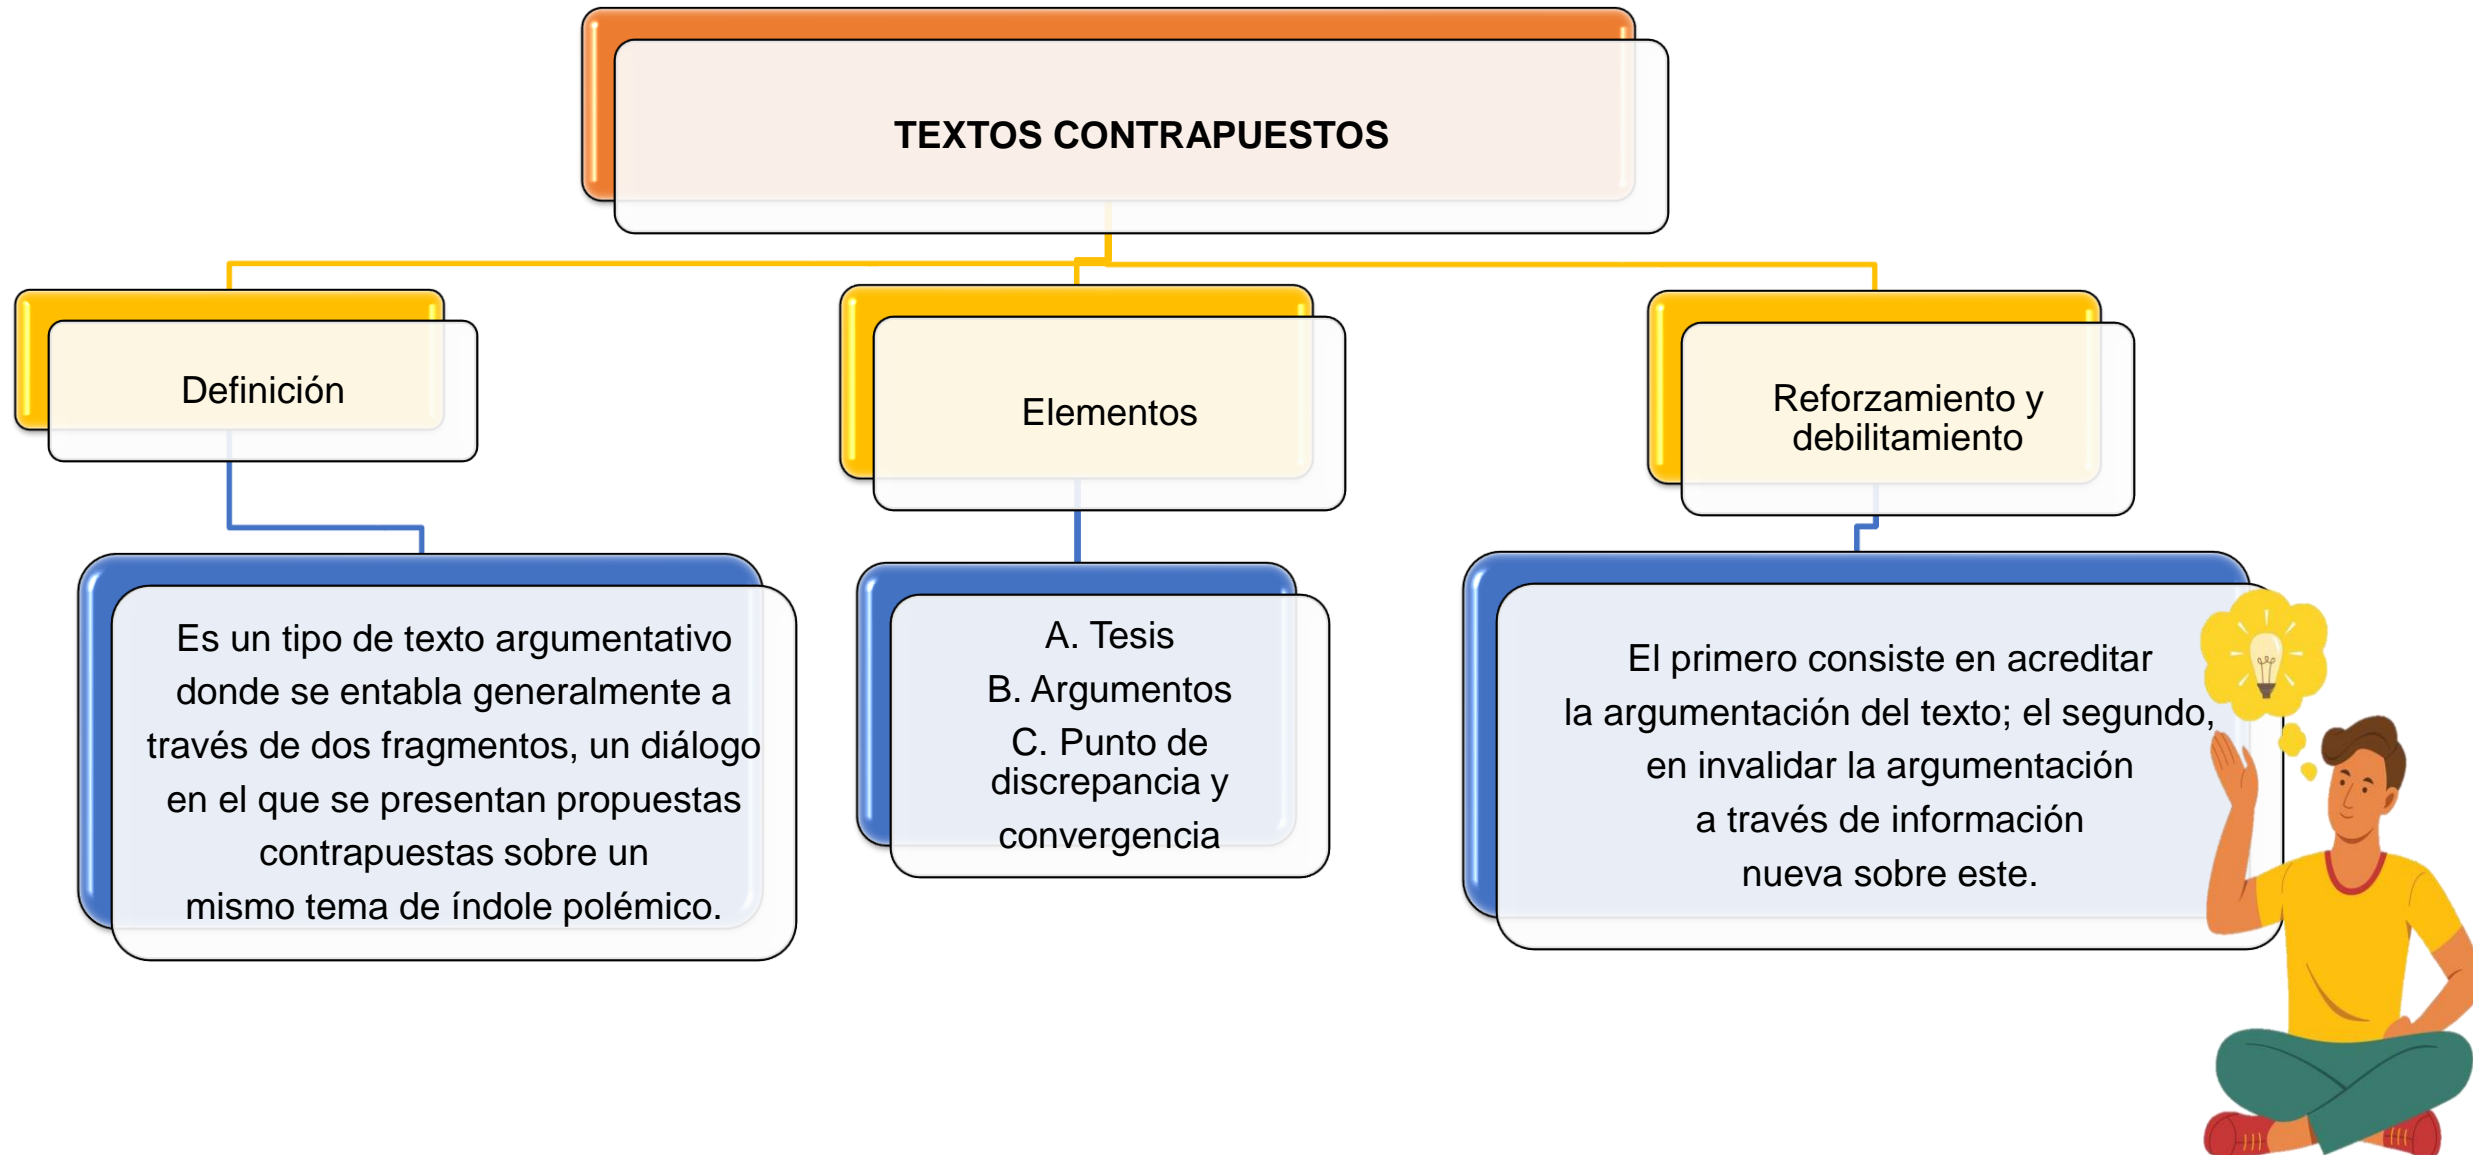 TEXTOS CONTRAPUESTOS
Definición
Es un tipo de texto argumentativo
donde se entabla generalmente a
través de dos fragmentos, un diálogo
en el que se presentan propuestas
contrapuestas sobre un
mismo tema de índole polémico.
Elementos
A. Tesis
B. Argumentos
C. Punto de
discrepancia y
convergencia
Reforzamiento y
debilitamiento
El primero consiste en acreditar
la argumentación del texto; el segundo,
en invalidar la argumentación
a través de información
nueva sobre este.